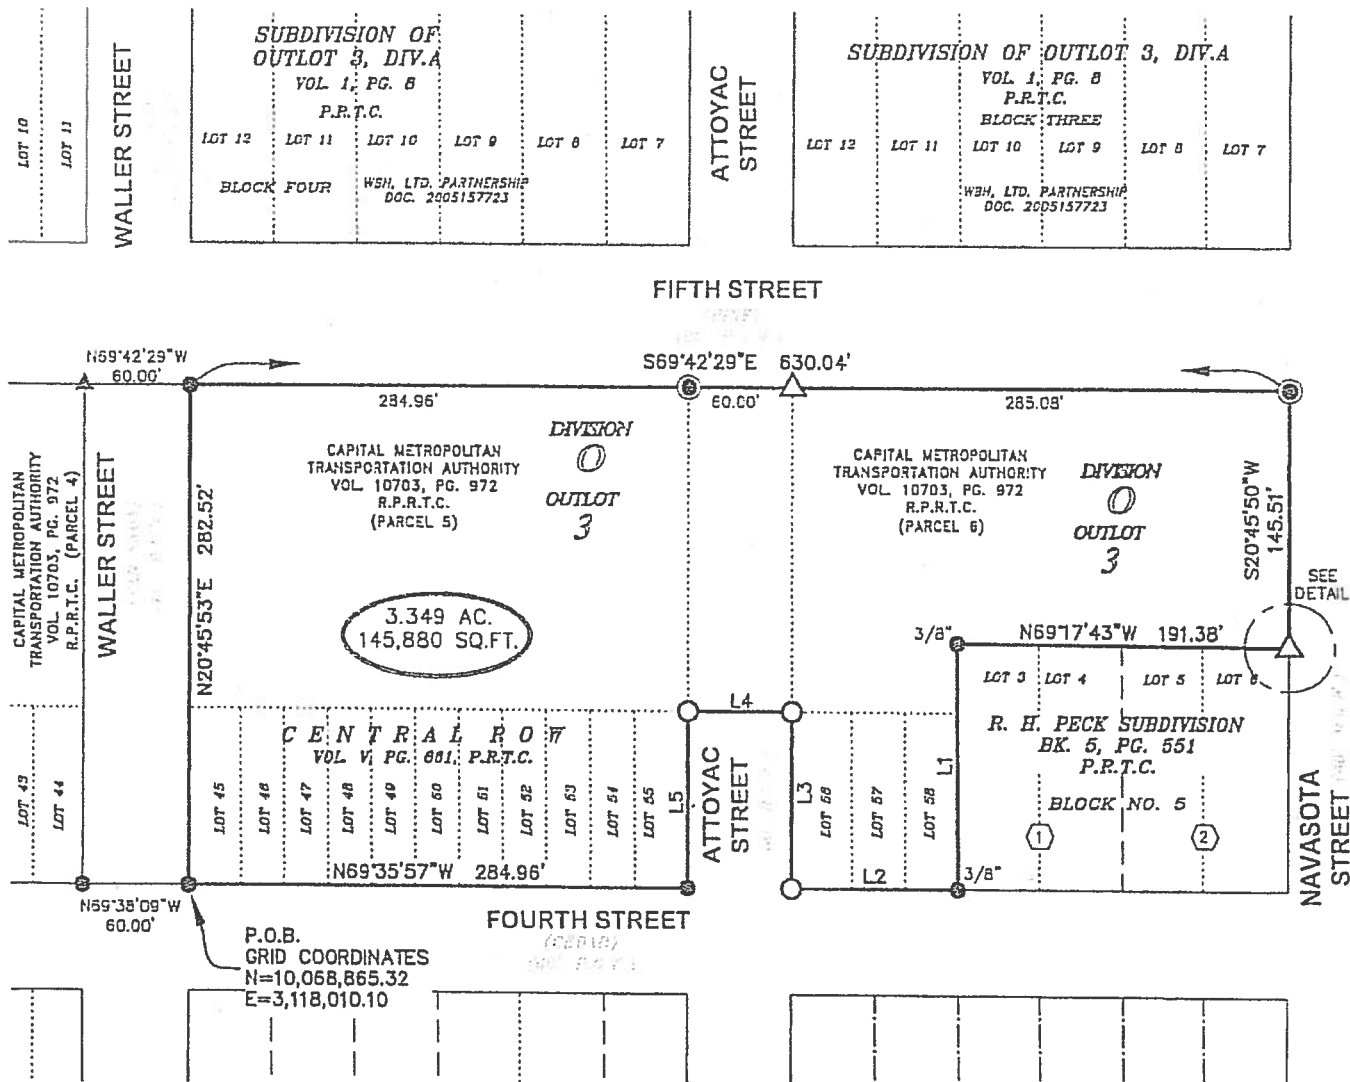 SUBDIVISION OF
OUTLOT 3, DIV.A
VOL. 1, PG. 8
P.R.T.C.
LOT 12
LOT 11
LOT 10
LOT 9
LOT 8
LOT 7
BLOCK FOUR
WSH, LTD. PARTNERSHIP
DOC. 2005157723
LOT 10
LOT 11
WALLER STREET
ATTOYAC
STREET
SUBDIVISION OF OUTLOT 3, DIV.A
VOL. 1, PG. 8
P.R.T.C.
BLOCK THREE
LOT 12
LOT 11
LOT 10
LOT 9
LOT 8
LOT 7
WSH, LTD. PARTNERSHIP
DOC. 2005157723
FIFTH STREET
N69°42'29"W
60.00'
S69°42'29"E 630.04'
284.96'
60.00'
285.08'
CAPITAL METROPOLITAN
TRANSPORTATION AUTHORITY
VOL. 10703, PG. 972
R.P.R.T.C. (PARCEL 4)
WALLER STREET
N20°45'53"E 282.52'
CAPITAL METROPOLITAN
TRANSPORTATION AUTHORITY
VOL. 10703, PG. 972
R.P.R.T.C.
(PARCEL 5)
DIVISION
O
OUTLOT
3
CAPITAL METROPOLITAN
TRANSPORTATION AUTHORITY
VOL. 10703, PG. 972
R.P.R.T.C.
(PARCEL 6)
DIVISION
O
OUTLOT
3
S20°45'50"W
145.51'
SEE
DETAIL
3.349 AC.
145,880 SQ.FT.
3/8"
N69°17'43"W 191.38'
LOT 3
LOT 4
LOT 5
LOT 6
R. H. PECK SUBDIVISION
BK. 5, PG. 551
P.R.T.C.
BLOCK NO. 5
1
2
L4
CENTRAL ROW
VOL. V, PG. 661, P.R.T.C.
LOT 43
LOT 44
LOT 45
LOT 46
LOT 47
LOT 48
LOT 49
LOT 50
LOT 51
LOT 52
LOT 53
LOT 54
LOT 55
L5
ATTOYAC
STREET
L3
LOT 56
LOT 57
LOT 58
L1
NAVASOTA
STREET
N69°35'57"W 284.96'
L2
3/8"
N69°38'09"W
60.00'
FOURTH STREET
(CEDAR)
P.O.B.
GRID COORDINATES
N=10,068,865.32
E=3,118,010.10